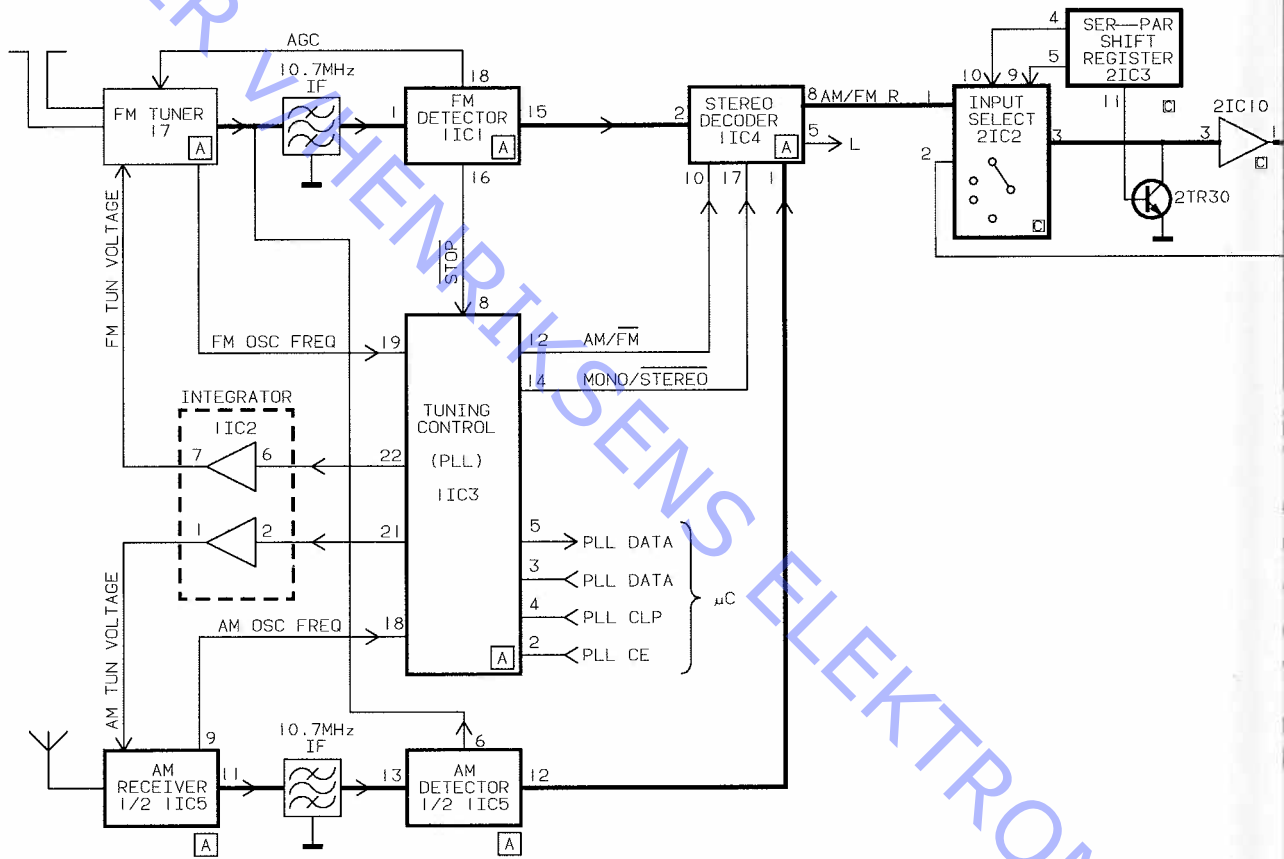 AGC
10.7MHz
IF
FM TUNER
17
A
18
1
FM
DETECTOR
1IC1
A
15
16
2
STEREO
DECODER
1IC4
A
8 AM/FM R
5
L
10
17
1
SER—PAR
SHIFT
REGISTER
2IC3
4
5
11
C
10
9
1
2
INPUT
SELECT
2IC2
C
3
3
2IC10
1
C
2TR30
FM TUN VOLTAGE
STOP
8
FM OSC FREQ
19
12
AM/FM
14
MONO/STEREO
INTEGRATOR
1IC2
7
6
22
1
2
21
TUNING
CONTROL
(PLL)
1IC3
A
5
PLL DATA
3
PLL DATA
4
PLL CLP
2
PLL CE
µC
AM TUN VOLTAGE
AM OSC FREQ
18
9
AM
RECEIVER
1/2 1IC5
A
11
10.7MHz
IF
13
6
AM
DETECTOR
1/2 1IC5
A
12
HENRIKSENS ELEKTRO